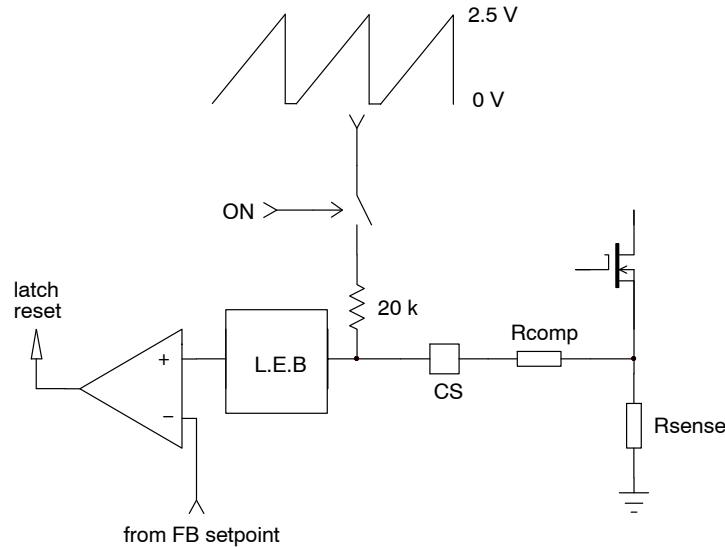 2.5 V
0 V
ON
latch
reset
20 k
Rcomp
+
L.E.B
CS
−
Rsense
from FB setpoint